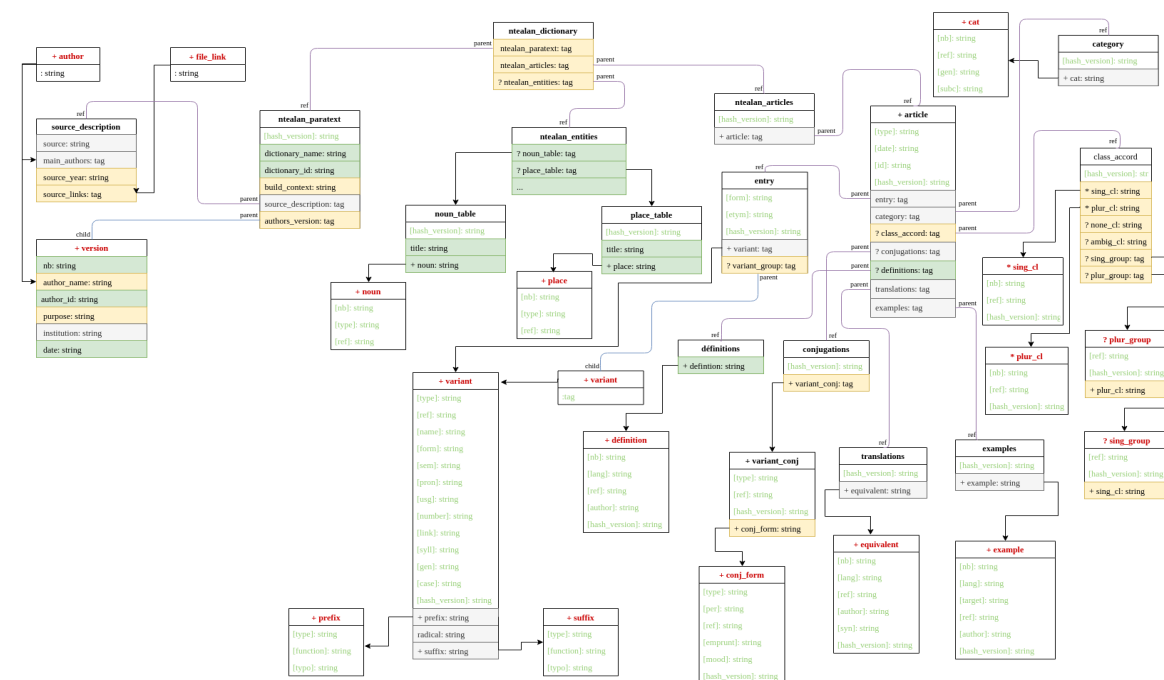 + author
: string
+ file_link
: string
source_description
source: string
main_authors: tag
source_year: string
source_links: tag
+ version
nb: string
author_name: string
author_id: string
purpose: string
institution: string
date: string
ntealan_paratext
[hash_version]: string
dictionary_name: string
dictionary_id: string
build_context: string
source_description: tag
authors_version: tag
ntealan_dictionary
ntealan_paratext: tag
ntealan_articles: tag
? ntealan_entities: tag
ntealan_entities
? noun_table: tag
? place_table: tag
...
noun_table
[hash_version]: string
title: string
+ noun: string
+ noun
[nb]: string
[type]: string
[ref]: string
place_table
[hash_version]: string
title: string
+ place: string
+ place
[nb]: string
[type]: string
[ref]: string
ntealan_articles
[hash_version]: string
+ article: tag
entry
[form]: string
[etym]: string
[hash_version]: string
+ variant: tag
? variant_group: tag
+ article
[type]: string
[date]: string
[id]: string
[hash_version]: string
entry: tag
category: tag
? class_accord: tag
? conjugations: tag
? definitions: tag
translations: tag
examples: tag
+ cat
[nb]: string
[ref]: string
[gen]: string
[subc]: string
category
[hash_version]: string
+ cat: string
class_accord
[hash_version]: str
* sing_cl: string
* plur_cl: string
? none_cl: string
? ambig_cl: string
? sing_group: tag
? plur_group: tag
* sing_cl
[nb]: string
[ref]: string
[hash_version]: string
* plur_cl
[nb]: string
[ref]: string
[hash_version]: string
? plur_group
[ref]: string
[hash_version]: string
+ plur_cl: string
? sing_group
[ref]: string
[hash_version]: string
+ sing_cl: string
+ variant
[type]: string
[ref]: string
[name]: string
[form]: string
[sem]: string
[pron]: string
[usg]: string
[number]: string
[link]: string
[syll]: string
[gen]: string
[case]: string
[hash_version]: string
+ prefix: string
radical: string
+ suffix: string
+ prefix
[type]: string
[function]: string
[typo]: string
+ suffix
[type]: string
[function]: string
[typo]: string
+ variant
:tag
définitions
+ defintion: string
+ définition
[nb]: string
[lang]: string
[ref]: string
[author]: string
[hash_version]: string
conjugations
[hash_version]: string
+ variant_conj: tag
+ variant_conj
[type]: string
[ref]: string
[hash_version]: string
+ conj_form: string
+ conj_form
[type]: string
[per]: string
[ref]: string
[emprunt]: string
[mood]: string
[hash_version]: string
translations
[hash_version]: string
+ equivalent: string
+ equivalent
[nb]: string
[lang]: string
[ref]: string
[author]: string
[syn]: string
[hash_version]: string
examples
[hash_version]: string
+ example: string
+ example
[nb]: string
[lang]: string
[target]: string
[ref]: string
[author]: string
[hash_version]: string
parent
parent
parent
ref
ref
ref
ref
parent
parent
child
parent
ref
ref
parent
ref
parent
parent
parent
parent
parent
ref
ref
parent
child
ref
ref
ref
ref